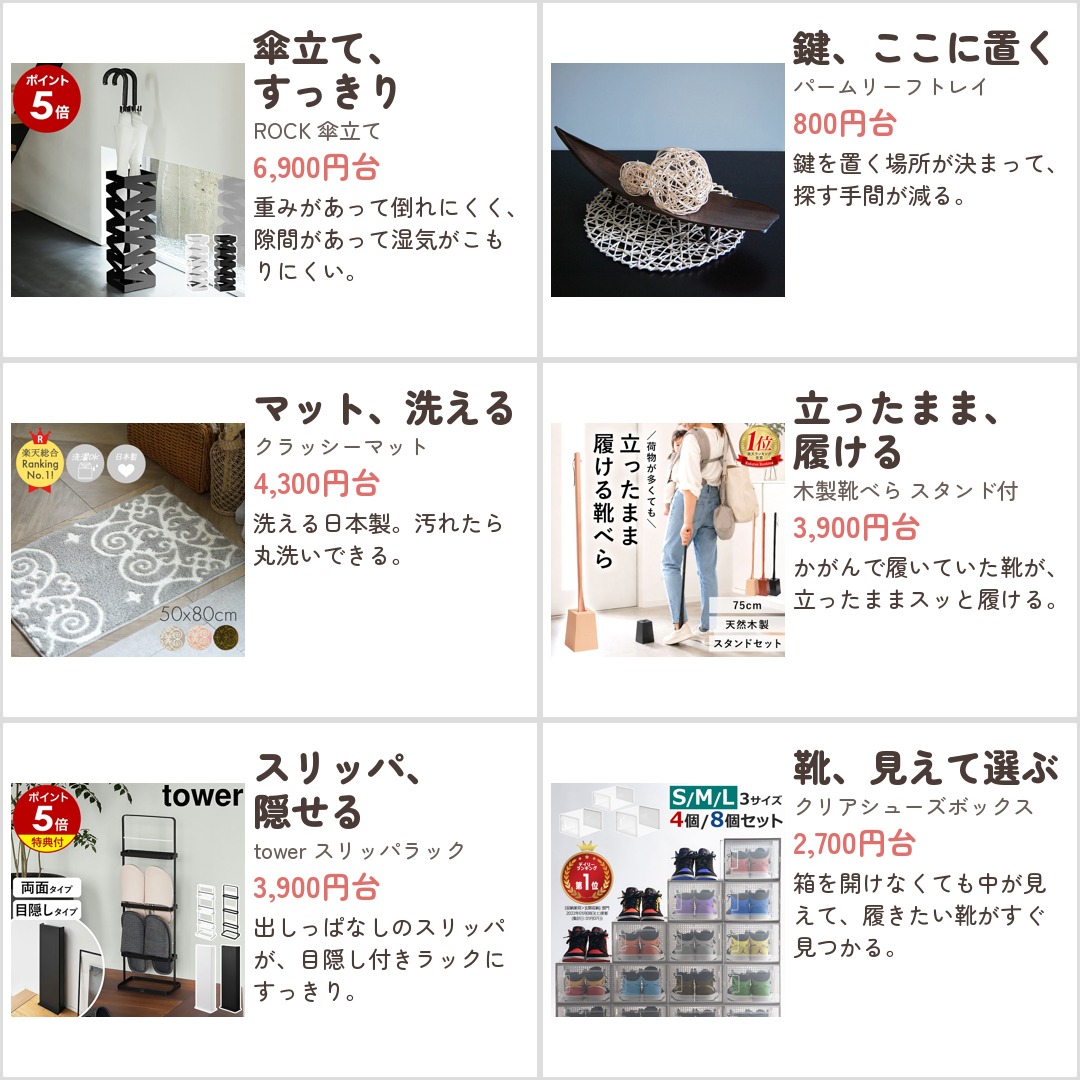 傘立て、
すっきり
ROCK 傘立て
6,900円台
重みがあって倒れにくく、
隙間があって湿気がこも
りにくい。
ポイント
5倍
鍵、ここに置く
パームリーフトレイ
800円台
鍵を置く場所が決まって、
探す手間が減る。
マット、洗える
クラッシーマット
4,300円台
洗える日本製。汚れたら
丸洗いできる。
R
楽天総合
Ranking
No.1!
洗濯OK
日本製
50x80cm
立ったまま、
履ける
木製靴べら スタンド付
3,900円台
かがんで履いていた靴が、
立ったままスッと履ける。
荷物が多くても
立ったまま
履ける靴べら
1位
75cm
天然木製
スタンドセット
スリッパ、
隠せる
tower スリッパラック
3,900円台
出しっぱなしのスリッパ
が、目隠し付きラックに
すっきり。
ポイント
5倍
特典付
tower
両面タイプ
目隠しタイプ
靴、見えて選ぶ
クリアシューズボックス
2,700円台
箱を開けなくても中が見
えて、履きたい靴がすぐ
見つかる。
S/M/L 3サイズ
4個/8個セット
デイリー
ランキング
第1位